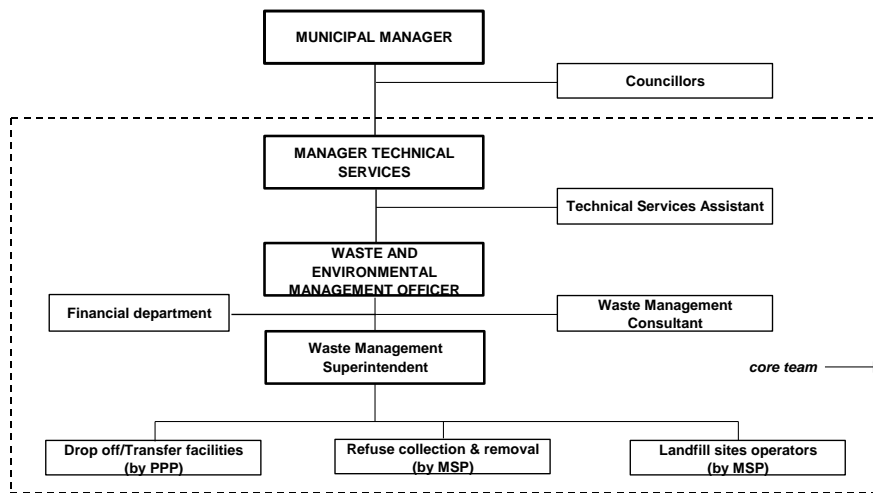 MUNICIPAL MANAGER
Councillors
MANAGER TECHNICAL
SERVICES
Technical Services Assistant
WASTE AND
ENVIRONMENTAL
MANAGEMENT OFFICER
Financial department
Waste Management
Consultant
Waste Management
Superintendent
core team
Drop off/Transfer facilities
(by PPP)
Refuse collection & removal
(by MSP)
Landfill sites operators
(by MSP)